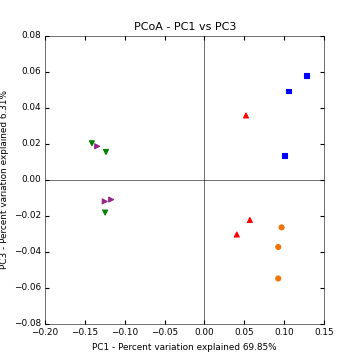 PCoA - PC1 vs PC3
0.08
0.06
0.04
0.02
0.00
−0.02
−0.04
−0.06
−0.08
PC3 - Percent variation explained 6.31%
−0.20 −0.15 −0.10 −0.05 0.00 0.05 0.10 0.15
PC1 - Percent variation explained 69.85%